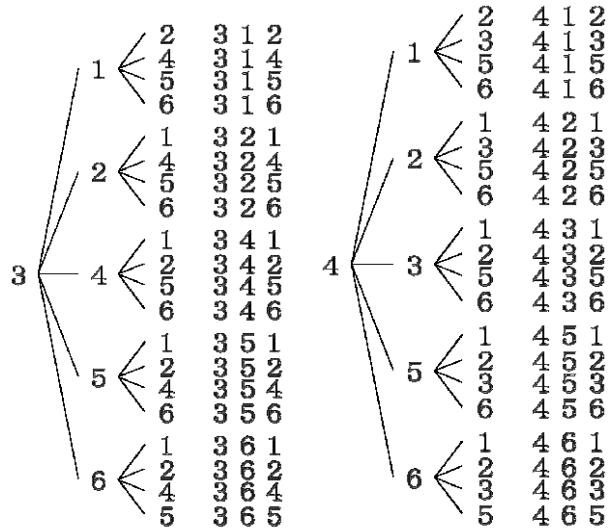 2 3 1 2
4 3 1 4
1
5 3 1 5
6 3 1 6
1 3 2 1
4 3 2 4
2
5 3 2 5
6 3 2 6
1 3 4 1
2 3 4 2
3 4
5 3 4 5
6 3 4 6
1 3 5 1
2 3 5 2
5
4 3 5 4
6 3 5 6
1 3 6 1
2 3 6 2
6
4 3 6 4
5 3 6 5
2 4 1 2
3 4 1 3
1
5 4 1 5
6 4 1 6
1 4 2 1
3 4 2 3
2
5 4 2 5
6 4 2 6
1 4 3 1
2 4 3 2
4 3
5 4 3 5
6 4 3 6
1 4 5 1
2 4 5 2
5
3 4 5 3
6 4 5 6
1 4 6 1
2 4 6 2
6
3 4 6 3
5 4 6 5